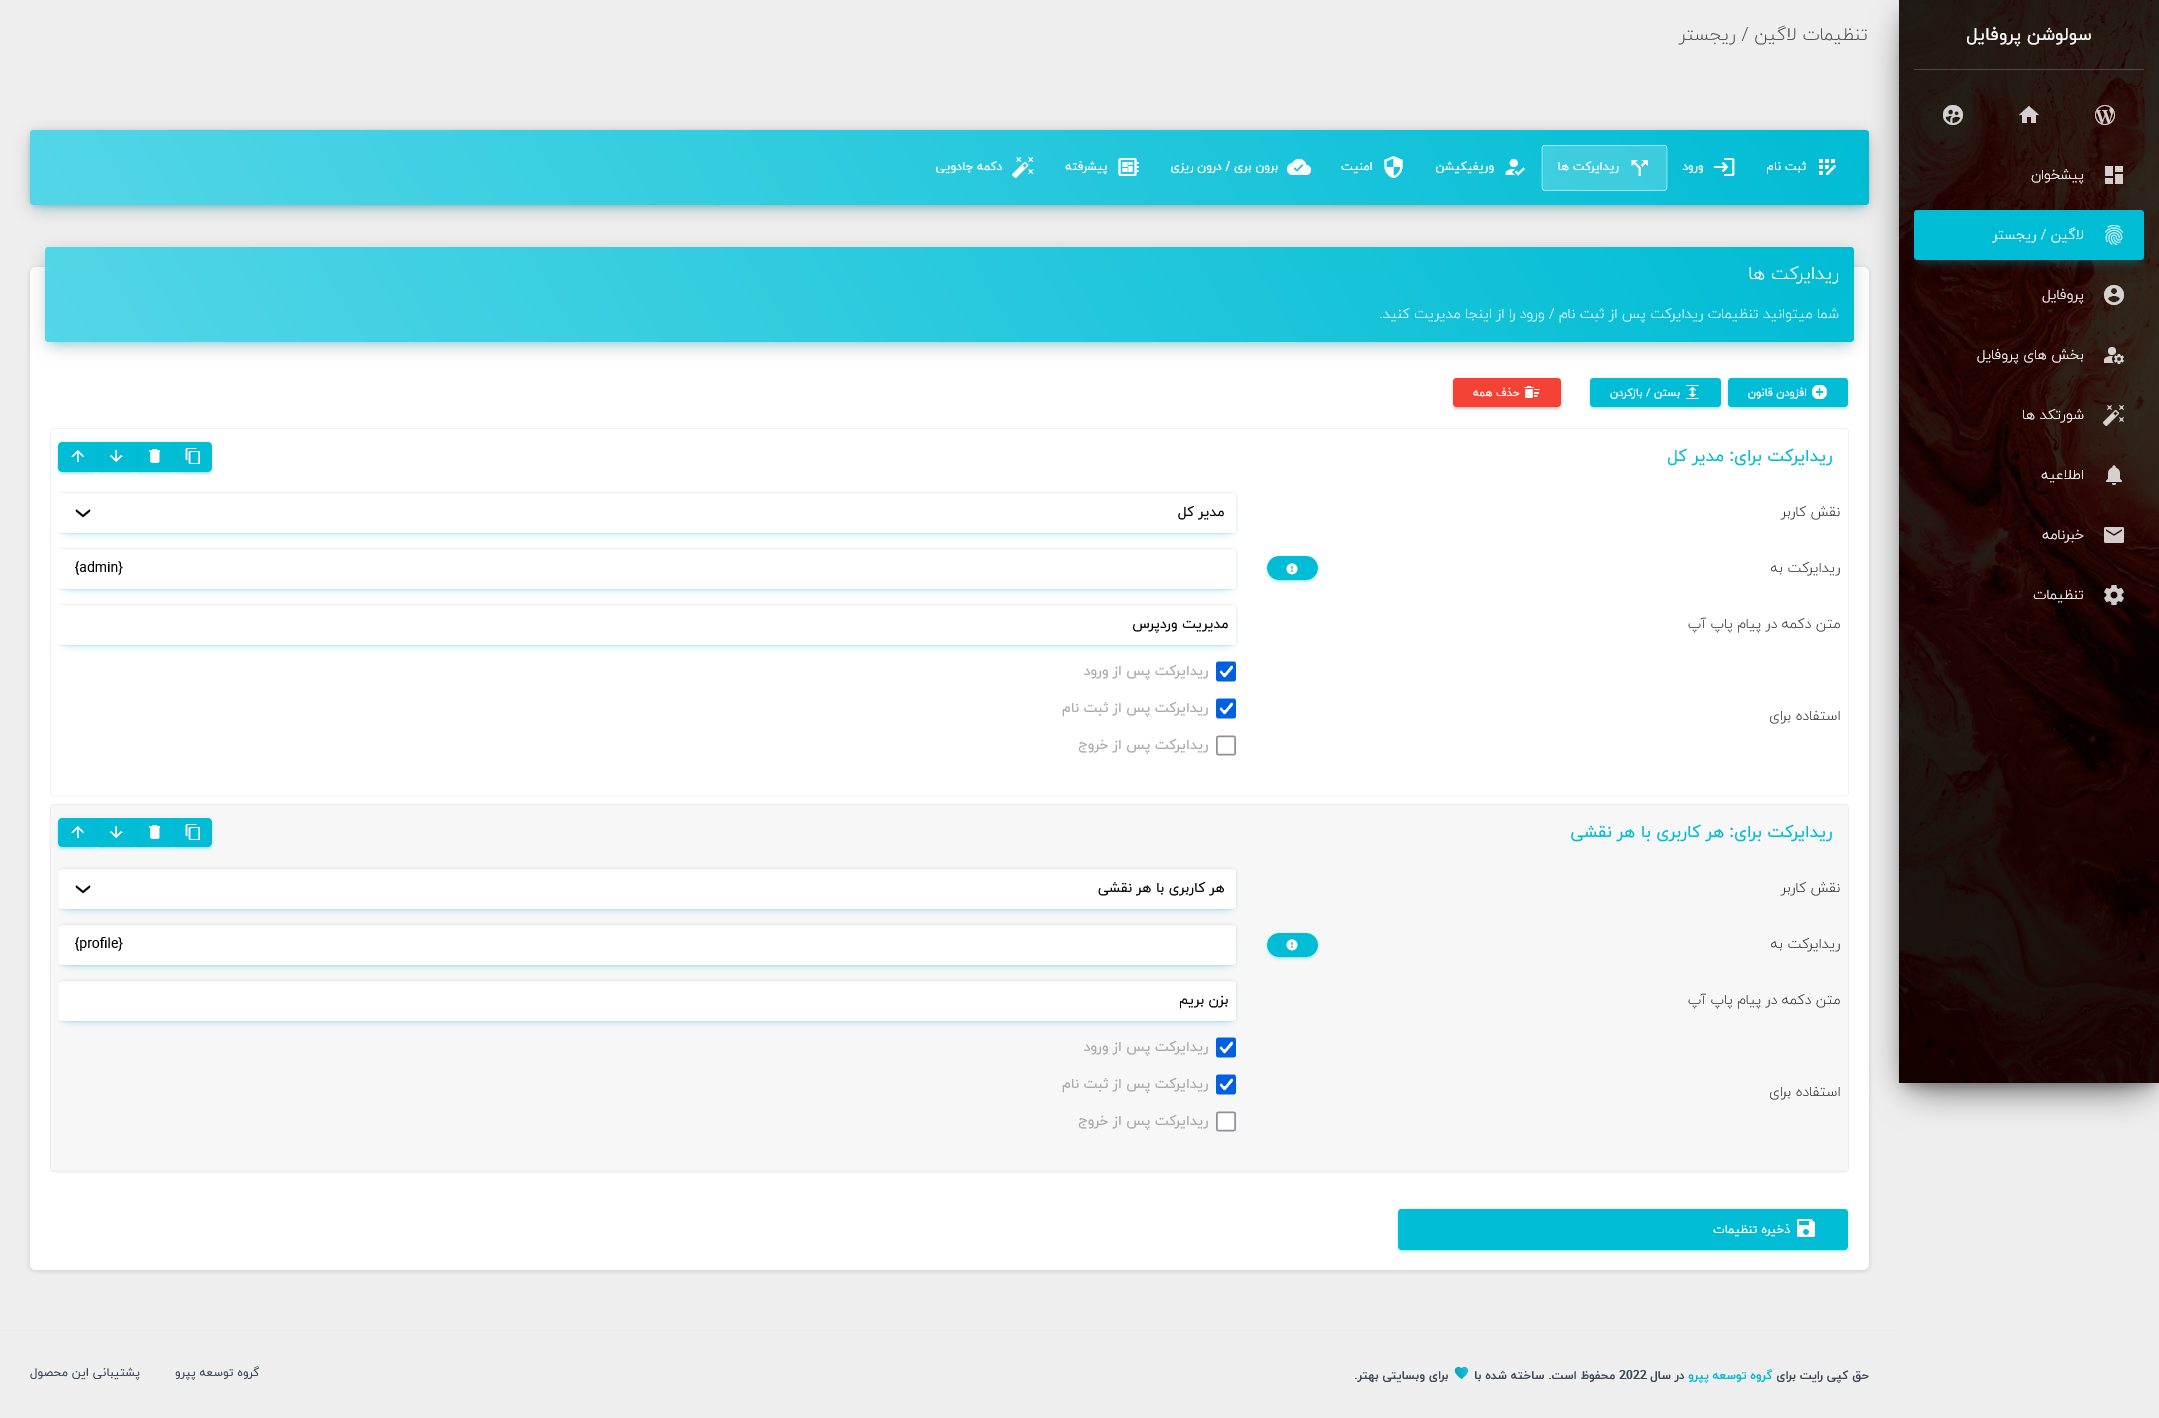 سولوشن پروفایل
پیشخوان
لاگین / ریجستر
پروفایل
بخش های پروفایل
شورتکد ها
اطلاعیه
خبرنامه
تنظیمات
تنظیمات لاگین / ریجستر
ثبت نام
ورود
ریدایرکت ها
وریفیکیشن
امنیت
برون بری / درون ریزی
پیشرفته
دکمه جادویی
ریدایرکت ها
شما میتوانید تنظیمات ریدایرکت پس از ثبت نام / ورود را از اینجا مدیریت کنید.
افزودن قانون
بستن / بازکردن
حذف همه
ریدایرکت برای: مدیر کل
نقش کاربر
مدیر کل
ریدایرکت به
{admin}
متن دکمه در پیام پاپ آپ
مدیریت وردپرس
استفاده برای
ریدایرکت پس از ورود
ریدایرکت پس از ثبت نام
ریدایرکت پس از خروج
ریدایرکت برای: هر کاربری با هر نقشی
نقش کاربر
هر کاربری با هر نقشی
ریدایرکت به
{profile}
متن دکمه در پیام پاپ آپ
بزن بریم
استفاده برای
ریدایرکت پس از ورود
ریدایرکت پس از ثبت نام
ریدایرکت پس از خروج
ذخیره تنظیمات
حق کپی رایت برای گروه توسعه پپرو در سال 2022 محفوظ است. ساخته شده با برای وبسایتی بهتر.
گروه توسعه پپرو
پشتیبانی این محصول